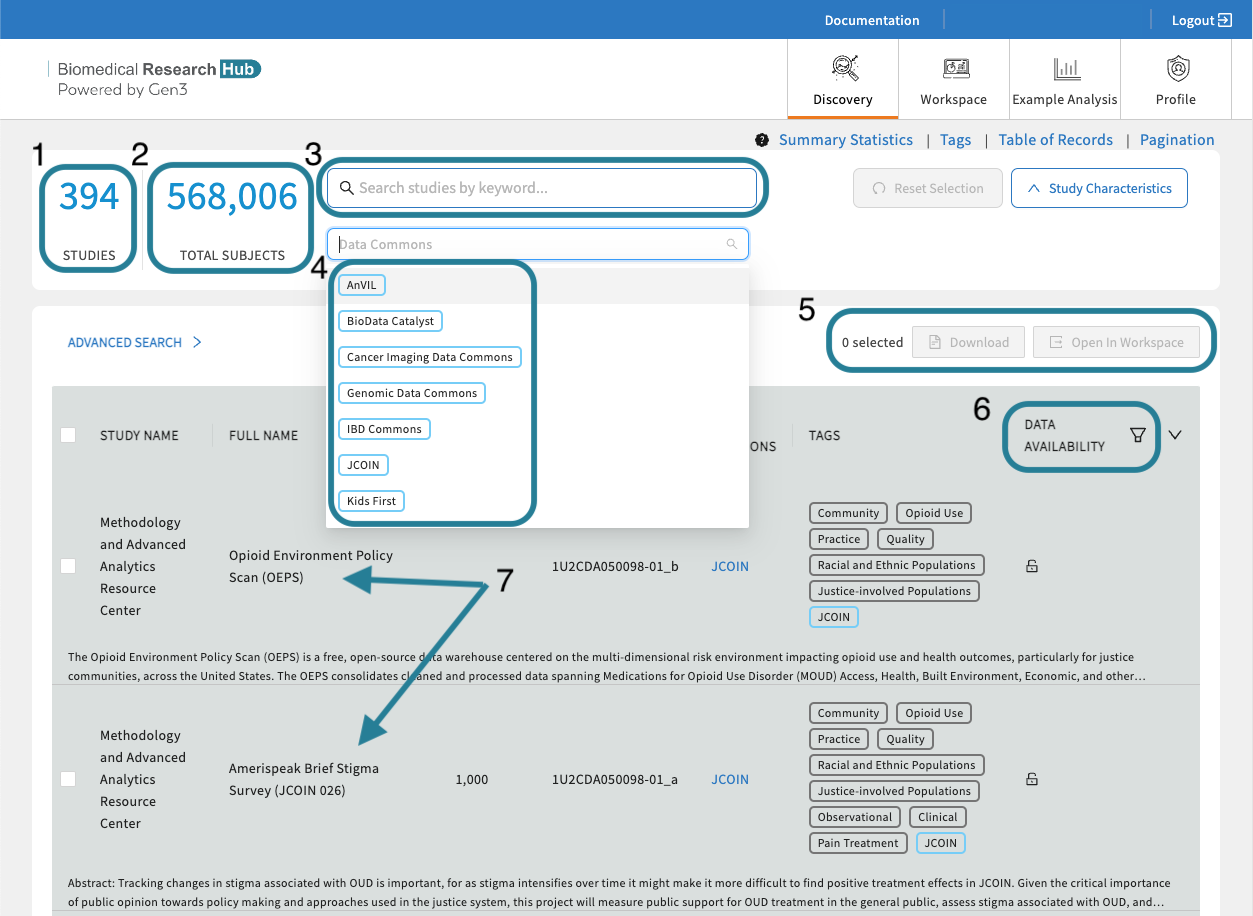 Documentation
Logout
Biomedical Research Hub
Powered by Gen3
Discovery
Workspace
Example Analysis
Profile
? Summary Statistics | Tags | Table of Records | Pagination
1
2
3
394
STUDIES
568,006
TOTAL SUBJECTS
Search studies by keyword...
Reset Selection
Study Characteristics
Data Commons
4
AnVIL
BioData Catalyst
Cancer Imaging Data Commons
Genomic Data Commons
IBD Commons
JCOIN
Kids First
5
ADVANCED SEARCH
0 selected
Download
Open In Workspace
6
STUDY NAME
FULL NAME
ONS
TAGS
DATA
AVAILABILITY
Methodology
and Advanced
Analytics
Resource
Center
Opioid Environment Policy
Scan (OEPS)
7
1U2CDA050098-01_b
JCOIN
Community
Opioid Use
Practice
Quality
Racial and Ethnic Populations
Justice-involved Populations
JCOIN
The Opioid Environment Policy Scan (OEPS) is a free, open-source data warehouse centered on the multi-dimensional risk environment impacting opioid use and health outcomes, particularly for justice
communities, across the United States. The OEPS consolidates cleaned and processed data spanning Medications for Opioid Use Disorder (MOUD) Access, Health, Built Environment, Economic, and other…
Methodology
and Advanced
Analytics
Resource
Center
Amerispeak Brief Stigma
Survey (JCOIN 026)
1,000
1U2CDA050098-01_a
JCOIN
Community
Opioid Use
Practice
Quality
Racial and Ethnic Populations
Justice-involved Populations
Observational
Clinical
Pain Treatment
JCOIN
Abstract: Tracking changes in stigma associated with OUD is important, for as stigma intensifies over time it might make it more difficult to find positive treatment effects in JCOIN. Given the critical importance
of public opinion towards policy making and approaches used in the justice system, this project will measure public support for OUD treatment in the general public, assess stigma associated with OUD, and…